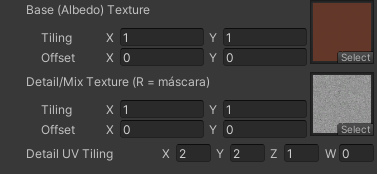 Base (Albedo) Texture
Tiling X 1 Y 1
Offset X 0 Y 0
Select
Detail/Mix Texture (R = máscara)
Tiling X 1 Y 1
Offset X 0 Y 0
Select
Detail UV Tiling X 2 Y 2 Z 1 W 0